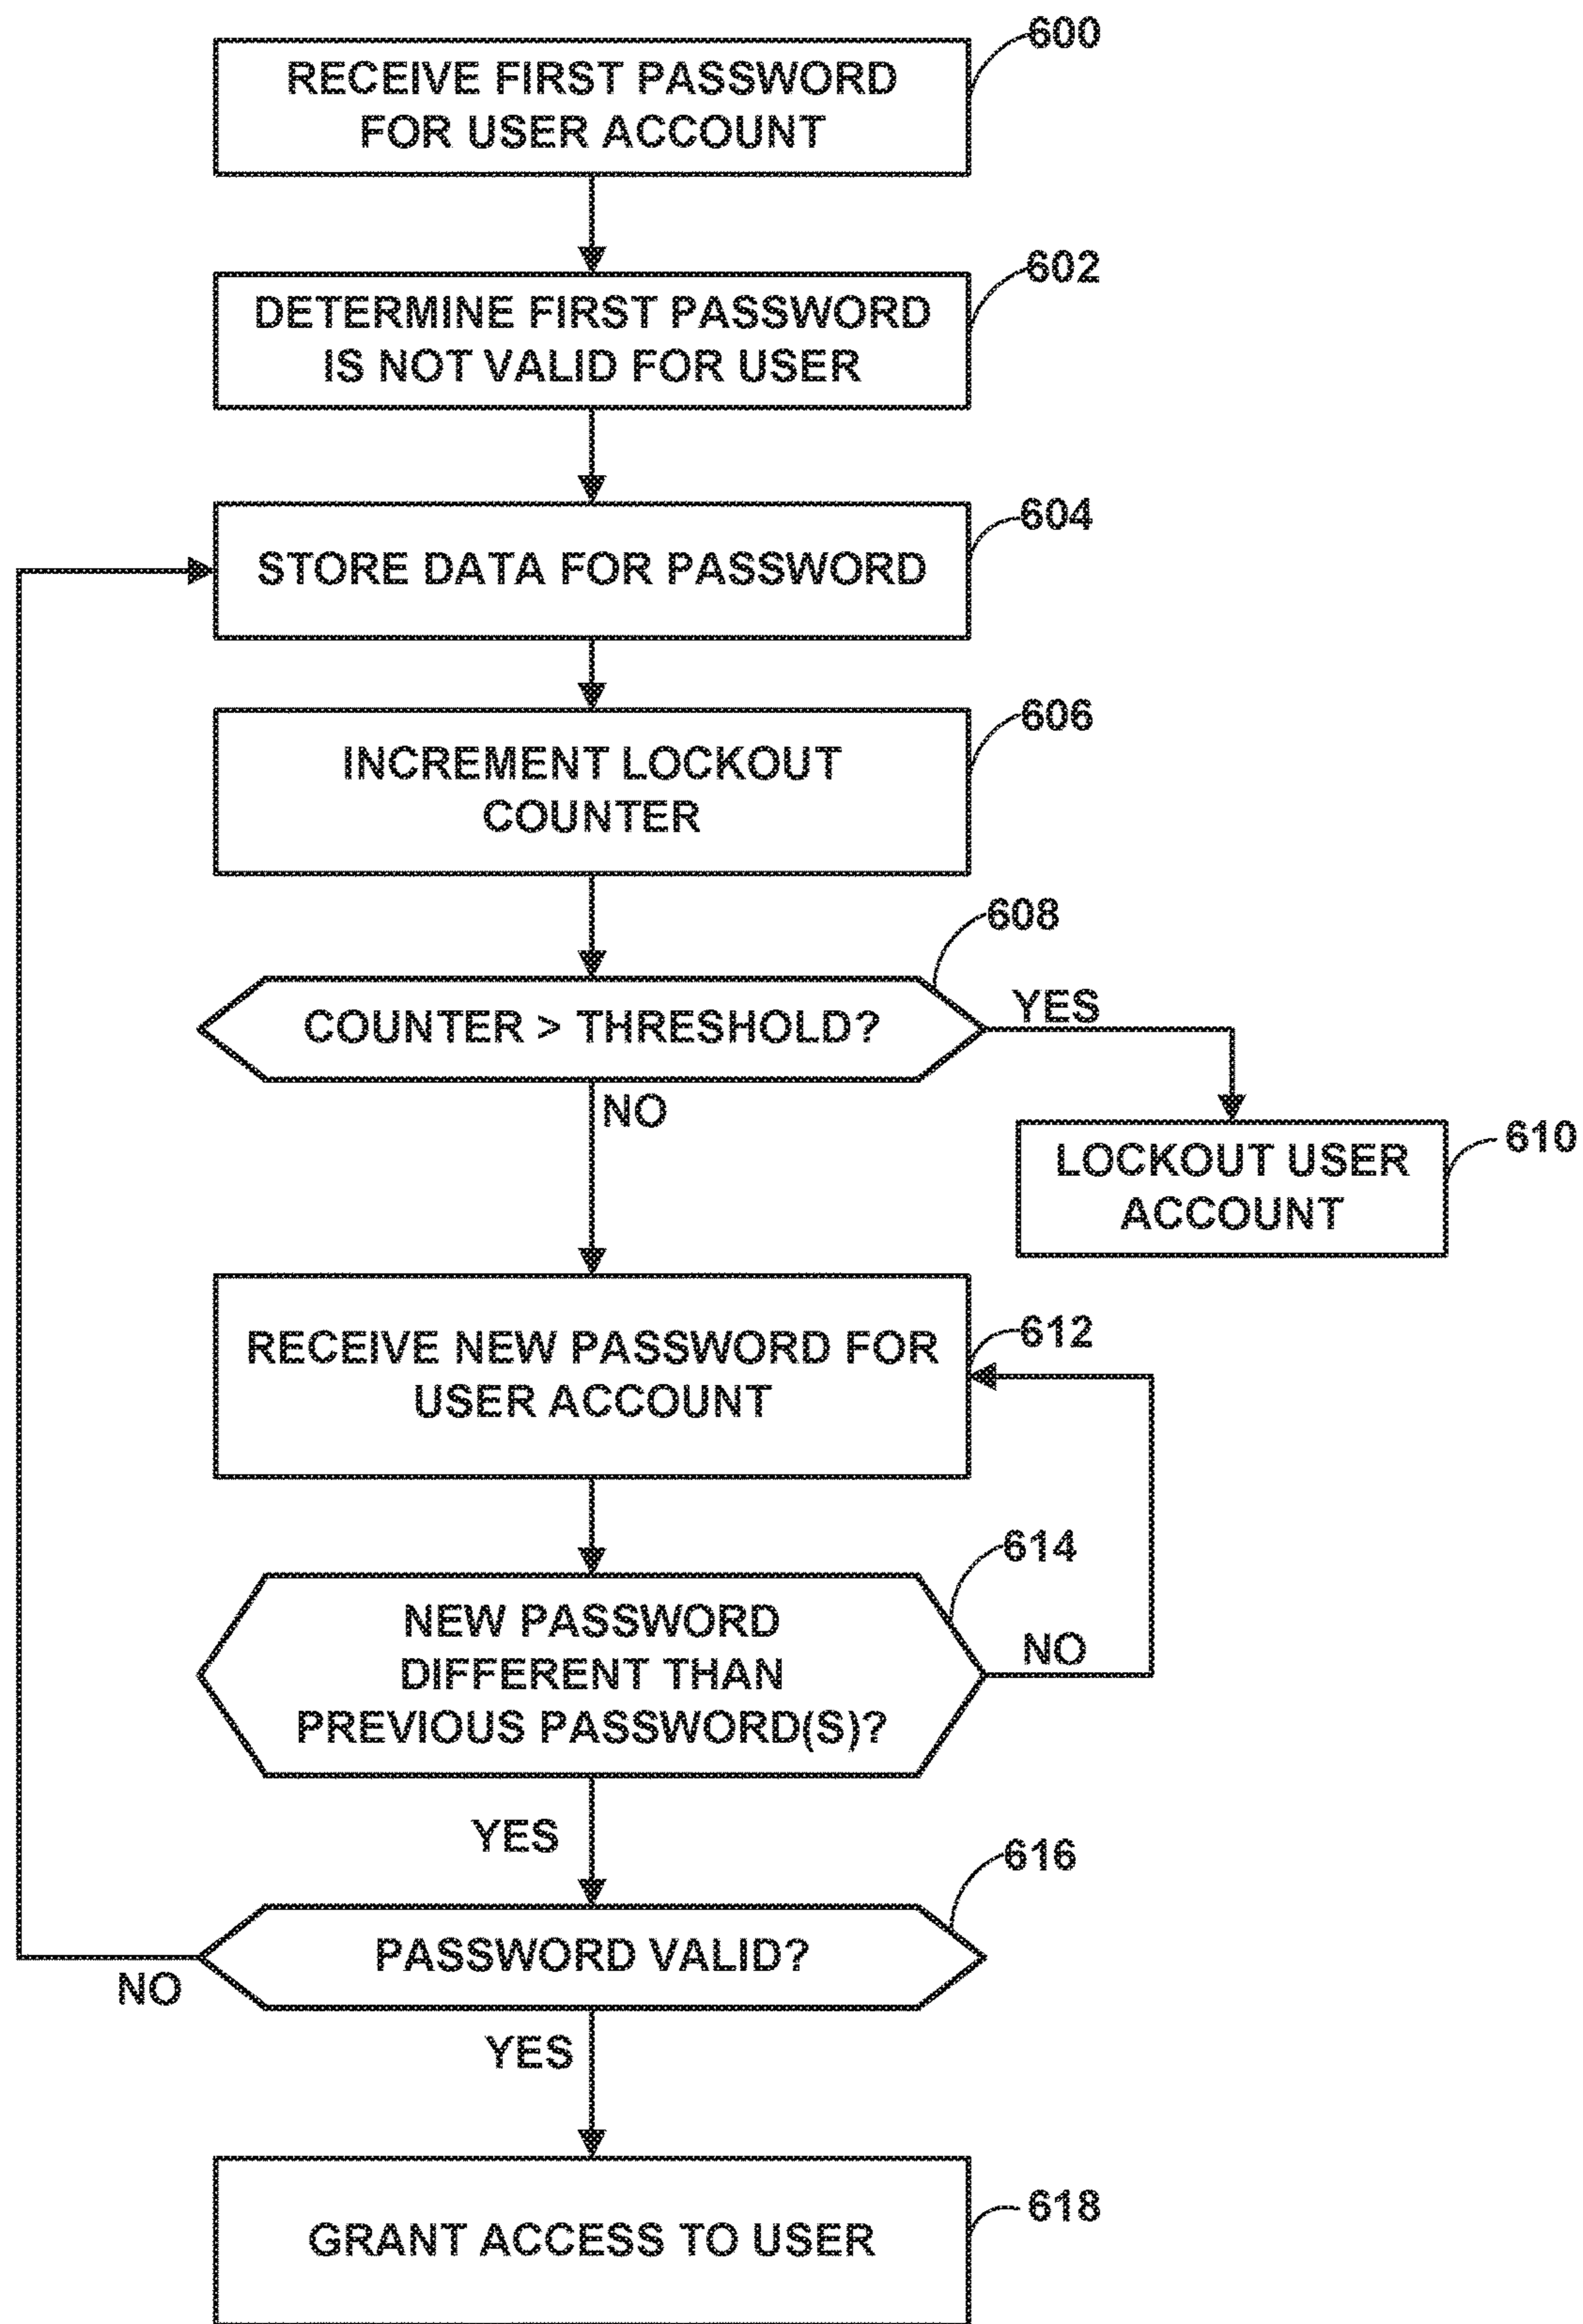 600
RECEIVE FIRST PASSWORD
FOR USER ACCOUNT
602
DETERMINE FIRST PASSWORD
IS NOT VALID FOR USER
604
STORE DATA FOR PASSWORD
606
INCREMENT LOCKOUT
COUNTER
608
COUNTER > THRESHOLD?
YES
NO
610
LOCKOUT USER
ACCOUNT
612
RECEIVE NEW PASSWORD FOR
USER ACCOUNT
614
NEW PASSWORD
DIFFERENT THAN
PREVIOUS PASSWORD(S)?
NO
YES
616
PASSWORD VALID?
NO
YES
618
GRANT ACCESS TO USER